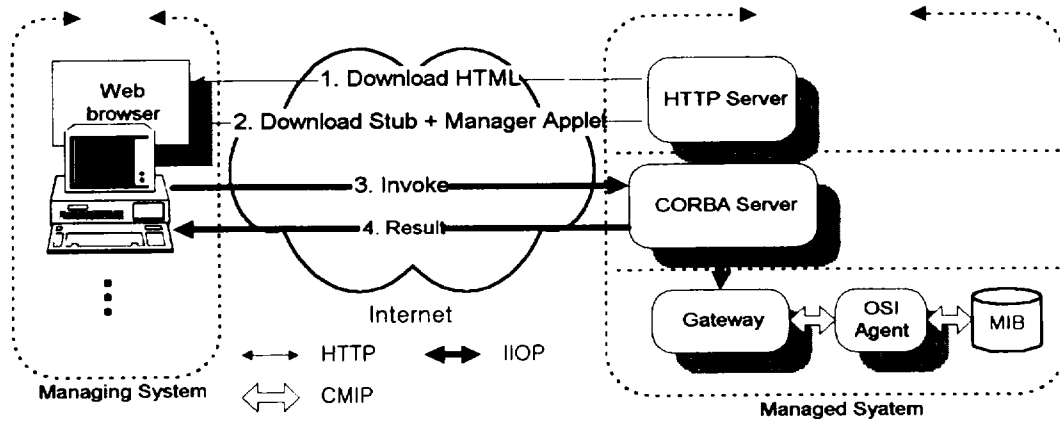 Web
browser
1. Download HTML
2. Download Stub + Manager Applet
3. Invoke
4. Result
HTTP Server
CORBA Server
Gateway
OSI
Agent
MIB
Internet
HTTP
IIOP
CMIP
Managing System
Managed Syatem